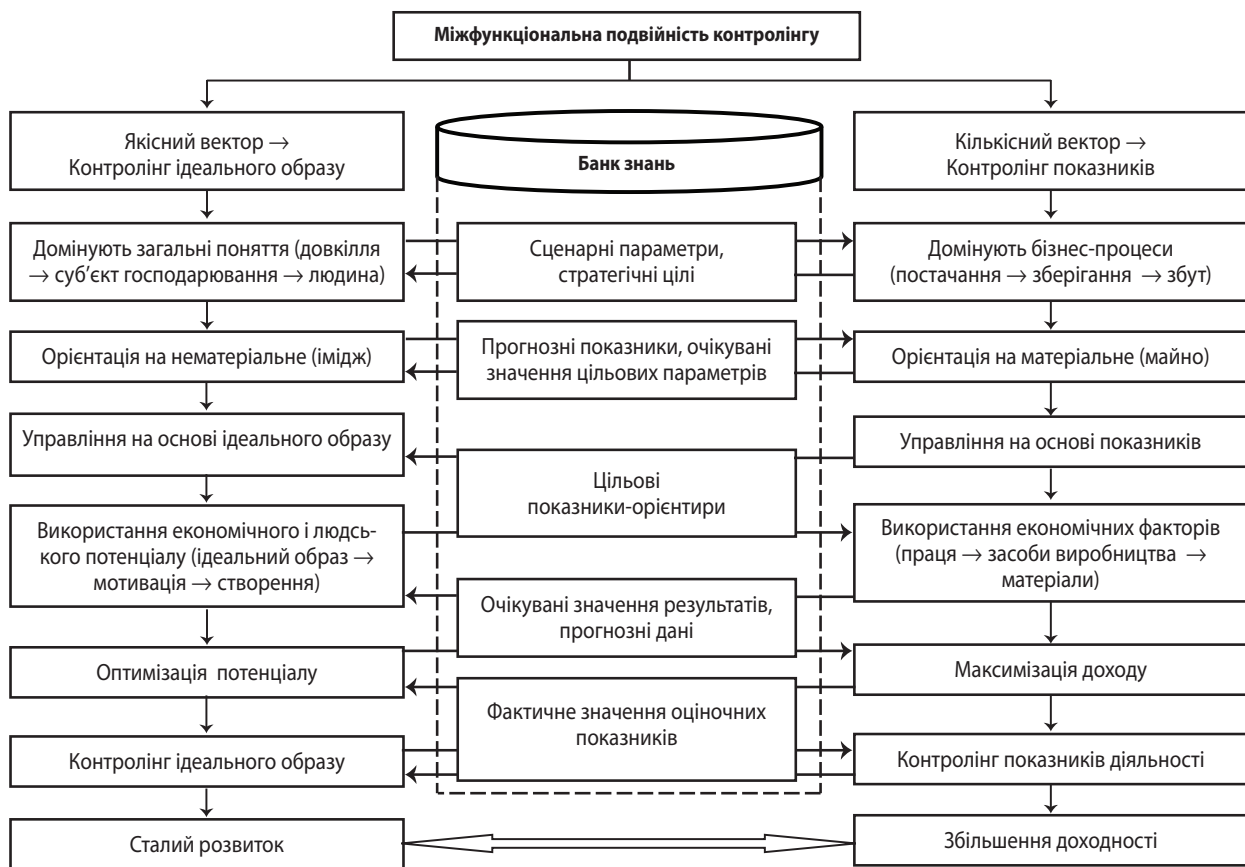 Міжфункціональна подвійність контролінгу
Якісний вектор →
Контролінг ідеального образу
Банк знань
Кількісний вектор →
Контролінг показників
Домінують загальні поняття (довкілля
→ суб’єкт господарювання → людина)
Сценарні параметри,
стратегічні цілі
Домінують бізнес-процеси
(постачання → зберігання → збут)
Орієнтація на нематеріальне (імідж)
Прогнозні показники, очікувані
значення цільових параметрів
Орієнтація на матеріальне (майно)
Управління на основі ідеального образу
Цільові
показники-орієнтири
Управління на основі показників
Використання економічного і людсь-
кого потенціалу (ідеальний образ →
мотивація → створення)
Очікувані значення результатів,
прогнозні дані
Використання економічних факторів
(праця → засоби виробництва →
матеріали)
Оптимізація потенціалу
Фактичне значення оціночних
показників
Максимізація доходу
Контролінг ідеального образу
Контролінг показників діяльності
Сталий розвиток
Збільшення доходності